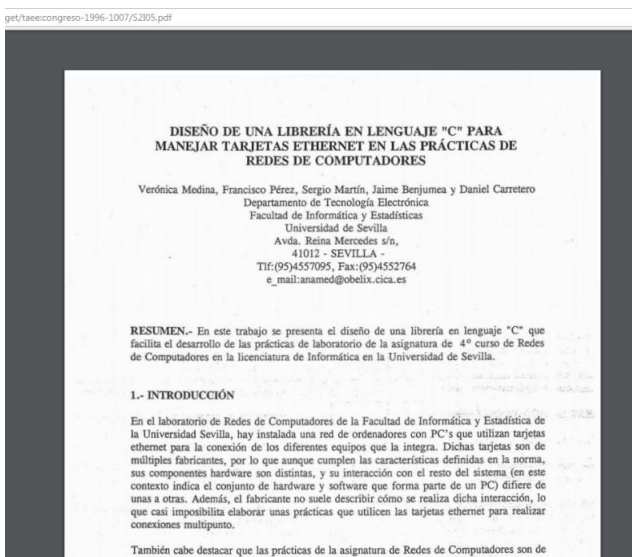 get/taee:congreso-1996-1007/S2I05.pdf
DISEÑO DE UNA LIBRERÍA EN LENGUAJE "C" PARA
MANEJAR TARJETAS ETHERNET EN LAS PRÁCTICAS DE
REDES DE COMPUTADORES
Verónica Medina, Francisco Pérez, Sergio Martín, Jaime Benjumea y Daniel Carretero
Departamento de Tecnología Electrónica
Facultad de Informática y Estadísticas
Universidad de Sevilla
Avda. Reina Mercedes s/n,
41012 - SEVILLA -
Tlf:(95)4557095, Fax:(95)4552764
e_mail:anamed@obelix.cica.es
RESUMEN.- En este trabajo se presenta el diseño de una librería en lenguaje "C" que
facilita el desarrollo de las prácticas de laboratorio de la asignatura de 4º curso de Redes
de Computadores en la licenciatura de Informática en la Universidad de Sevilla.
1.- INTRODUCCIÓN
En el laboratorio de Redes de Computadores de la Facultad de Informática y Estadística de
la Universidad Sevilla, hay instalada una red de ordenadores con PC's que utilizan tarjetas
ethernet para la conexión de los diferentes equipos que la integra. Dichas tarjetas son de
múltiples fabricantes, por lo que aunque cumplen las características definidas en la norma,
sus componentes hardware son distintas, y su interacción con el resto del sistema (en este
contexto indica el conjunto de hardware y software que forma parte de un PC) difiere de
unas a otras. Además, el fabricante no suele describir cómo se realiza dicha interacción, lo
que casi imposibilita elaborar unas prácticas que utilicen las tarjetas ethernet para realizar
conexiones multipunto.
También cabe destacar que las prácticas de la asignatura de Redes de Computadores son de